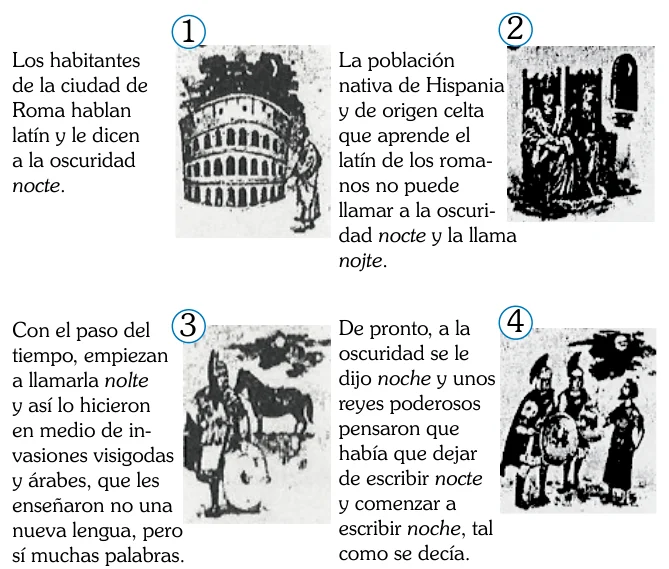 1
Los habitantes
de la ciudad de
Roma hablan
latín y le dicen
a la oscuridad
nocte.
2
La población
nativa de Hispania
y de origen celta
que aprende el
latín de los roma-
nos no puede
llamar a la oscuri-
dad nocte y la llama
nojte.
3
Con el paso del
tiempo, empiezan
a llamarla nolte
y así lo hicieron
en medio de in-
vasiones visigodas
y árabes, que les
enseñaron no una
nueva lengua, pero
sí muchas palabras.
4
De pronto, a la
oscuridad se le
dijo noche y unos
reyes poderosos
pensaron que
había que dejar
de escribir nocte
y comenzar a
escribir noche, tal
como se decía.